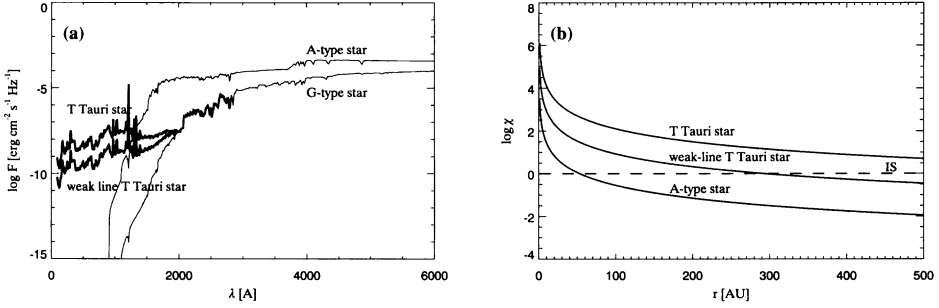 (a)
A-type star
G-type star
T Tauri star
weak-line T Tauri star
0
-5
-10
-15
log F [erg cm⁻² s⁻¹ Hz⁻¹]
0
2000
4000
6000
λ [A]
(b)
T Tauri star
weak-line T Tauri star
IS
A-type star
8
6
4
2
0
-2
-4
log χ
0
100
200
300
400
500
r [AU]